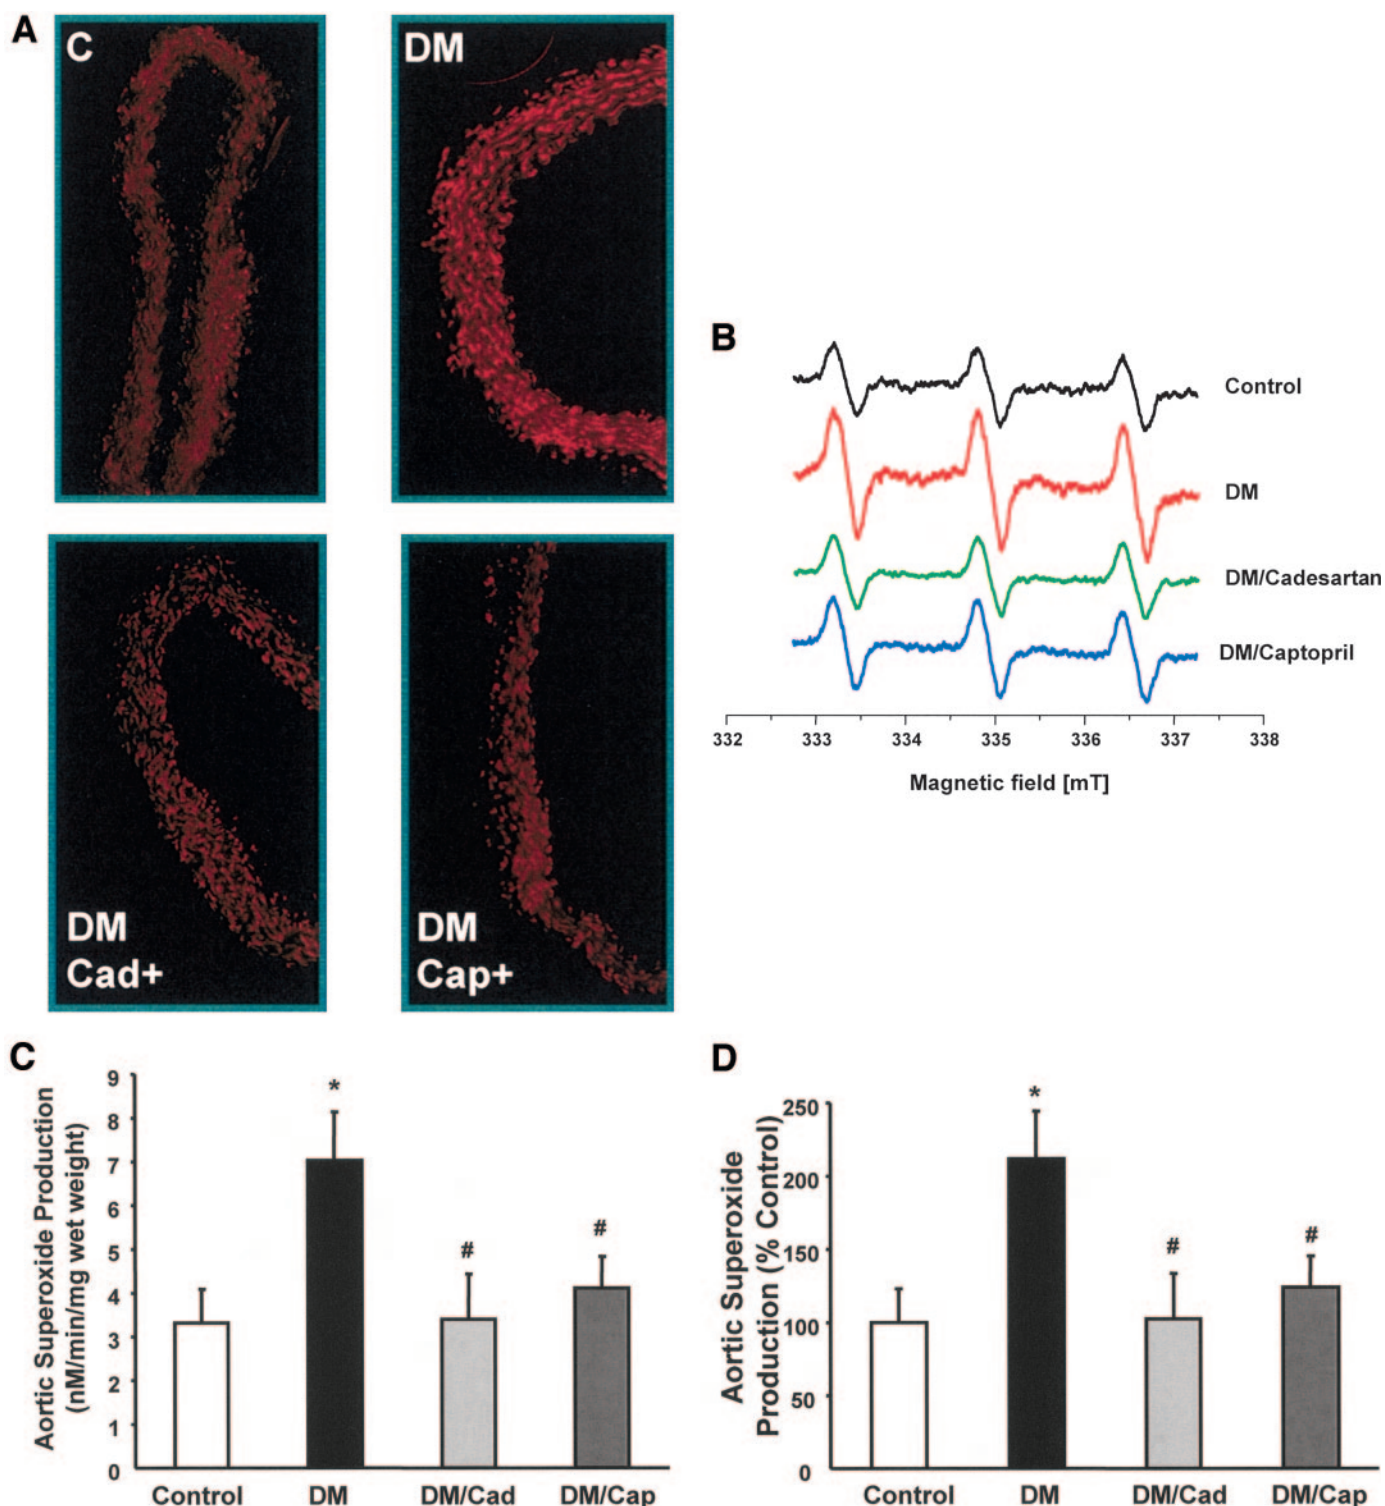 A
C
DM
DM
Cad+
DM
Cap+
B
Control
DM
DM/Cadesartan
DM/Captopril
332 333 334 335 336 337 338
Magnetic field [mT]
C
Aortic Superoxide Production
(nM/min/mg wet weight)
9
8
7
6
5
4
3
2
1
0
*
#
#
Control DM DM/Cad DM/Cap
D
Aortic Superoxide
Production (% Control)
250
200
150
100
50
0
*
#
#
Control DM DM/Cad DM/Cap